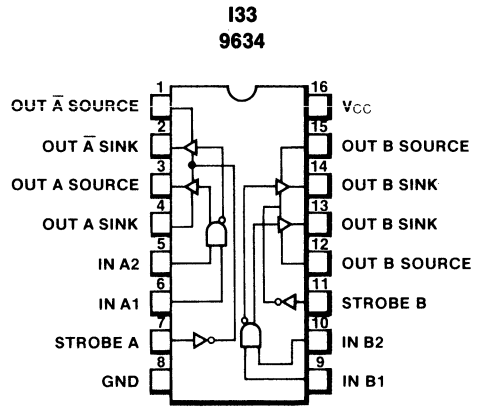 I33
9634
1
OUT A̅ SOURCE
2
OUT A̅ SINK
3
OUT A SOURCE
4
OUT A SINK
5
IN A2
6
IN A1
7
STROBE A
8
GND
16
VCC
15
OUT B SOURCE
14
OUT B SINK
13
OUT B SINK
12
OUT B SOURCE
11
STROBE B
10
IN B2
9
IN B1